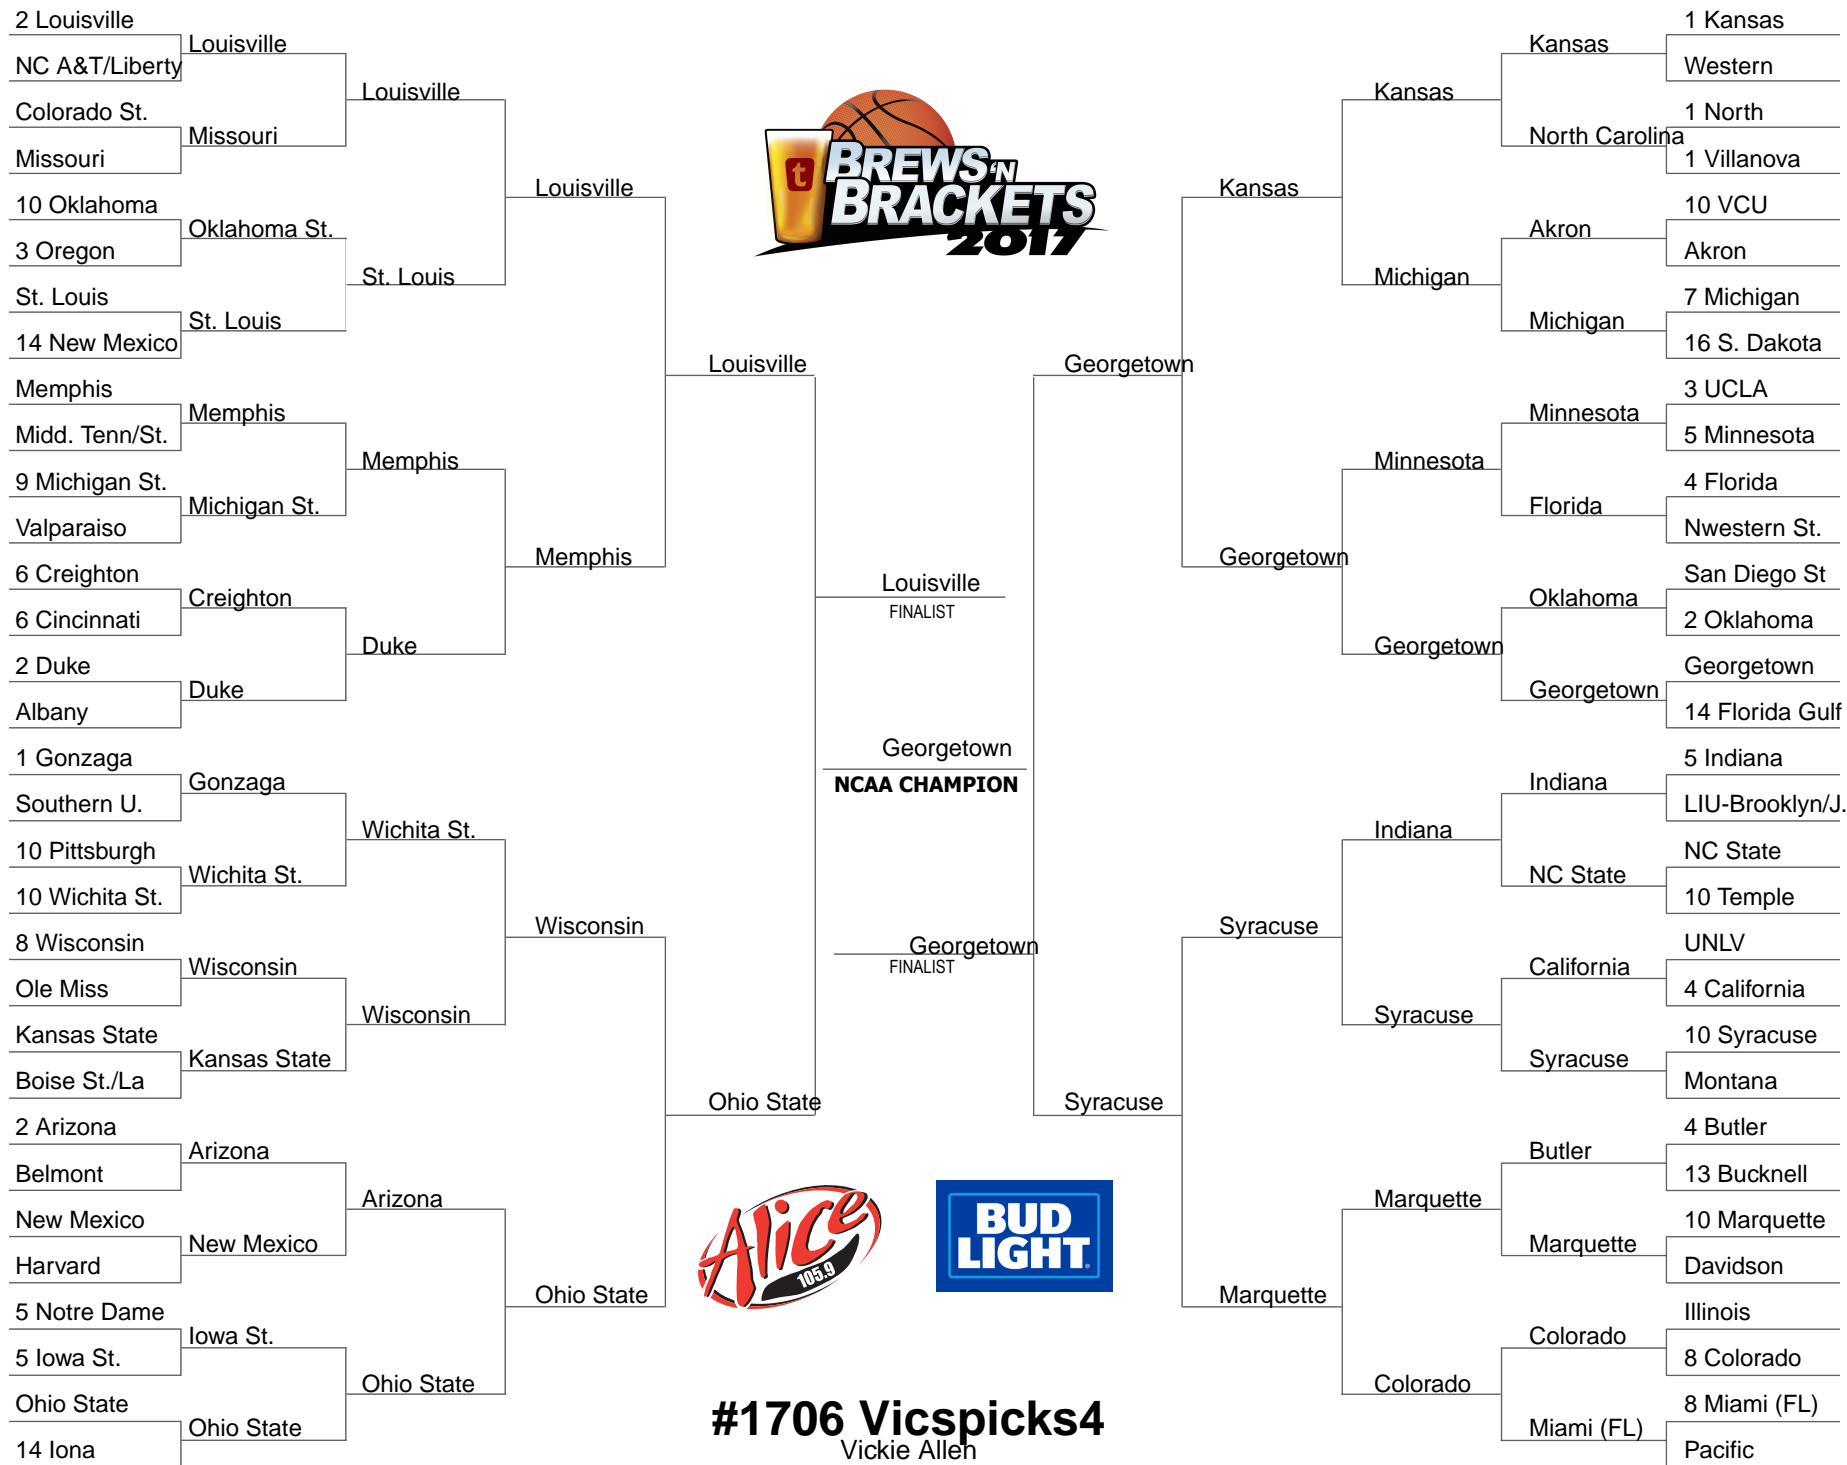 2 Louisville
NC A&T/Liberty
Colorado St.
Missouri
10 Oklahoma
3 Oregon
St. Louis
14 New Mexico
Memphis
Midd. Tenn/St.
9 Michigan St.
Valparaiso
6 Creighton
6 Cincinnati
2 Duke
Albany
1 Gonzaga
Southern U.
10 Pittsburgh
10 Wichita St.
8 Wisconsin
Ole Miss
Kansas State
Boise St./La
2 Arizona
Belmont
New Mexico
Harvard
5 Notre Dame
5 Iowa St.
Ohio State
14 Iona
Louisville
Missouri
Oklahoma St.
St. Louis
Memphis
Michigan St.
Creighton
Duke
Gonzaga
Wichita St.
Wisconsin
Kansas State
Arizona
New Mexico
Iowa St.
Ohio State
Louisville
St. Louis
Memphis
Duke
Wichita St.
Wisconsin
Arizona
Ohio State
Louisville
Memphis
Wisconsin
Ohio State
Louisville
Ohio State
t
BREWS 'N
BRACKETS
2017
Louisville
FINALIST
Georgetown
NCAA CHAMPION
Georgetown
FINALIST
Alice
105.9
BUD
LIGHT
#1706 Vicspicks4
Vickie Allen
Georgetown
Syracuse
Kansas
Georgetown
Syracuse
Marquette
Kansas
Michigan
Minnesota
Georgetown
Indiana
Syracuse
Marquette
Colorado
Kansas
North Carolina
Akron
Michigan
Minnesota
Florida
Oklahoma
Georgetown
Indiana
NC State
California
Syracuse
Butler
Marquette
Colorado
Miami (FL)
1 Kansas
Western
1 North
1 Villanova
10 VCU
Akron
7 Michigan
16 S. Dakota
3 UCLA
5 Minnesota
4 Florida
Nwestern St.
San Diego St
2 Oklahoma
Georgetown
14 Florida Gulf
5 Indiana
LIU-Brooklyn/J.
NC State
10 Temple
UNLV
4 California
10 Syracuse
Montana
4 Butler
13 Bucknell
10 Marquette
Davidson
Illinois
8 Colorado
8 Miami (FL)
Pacific